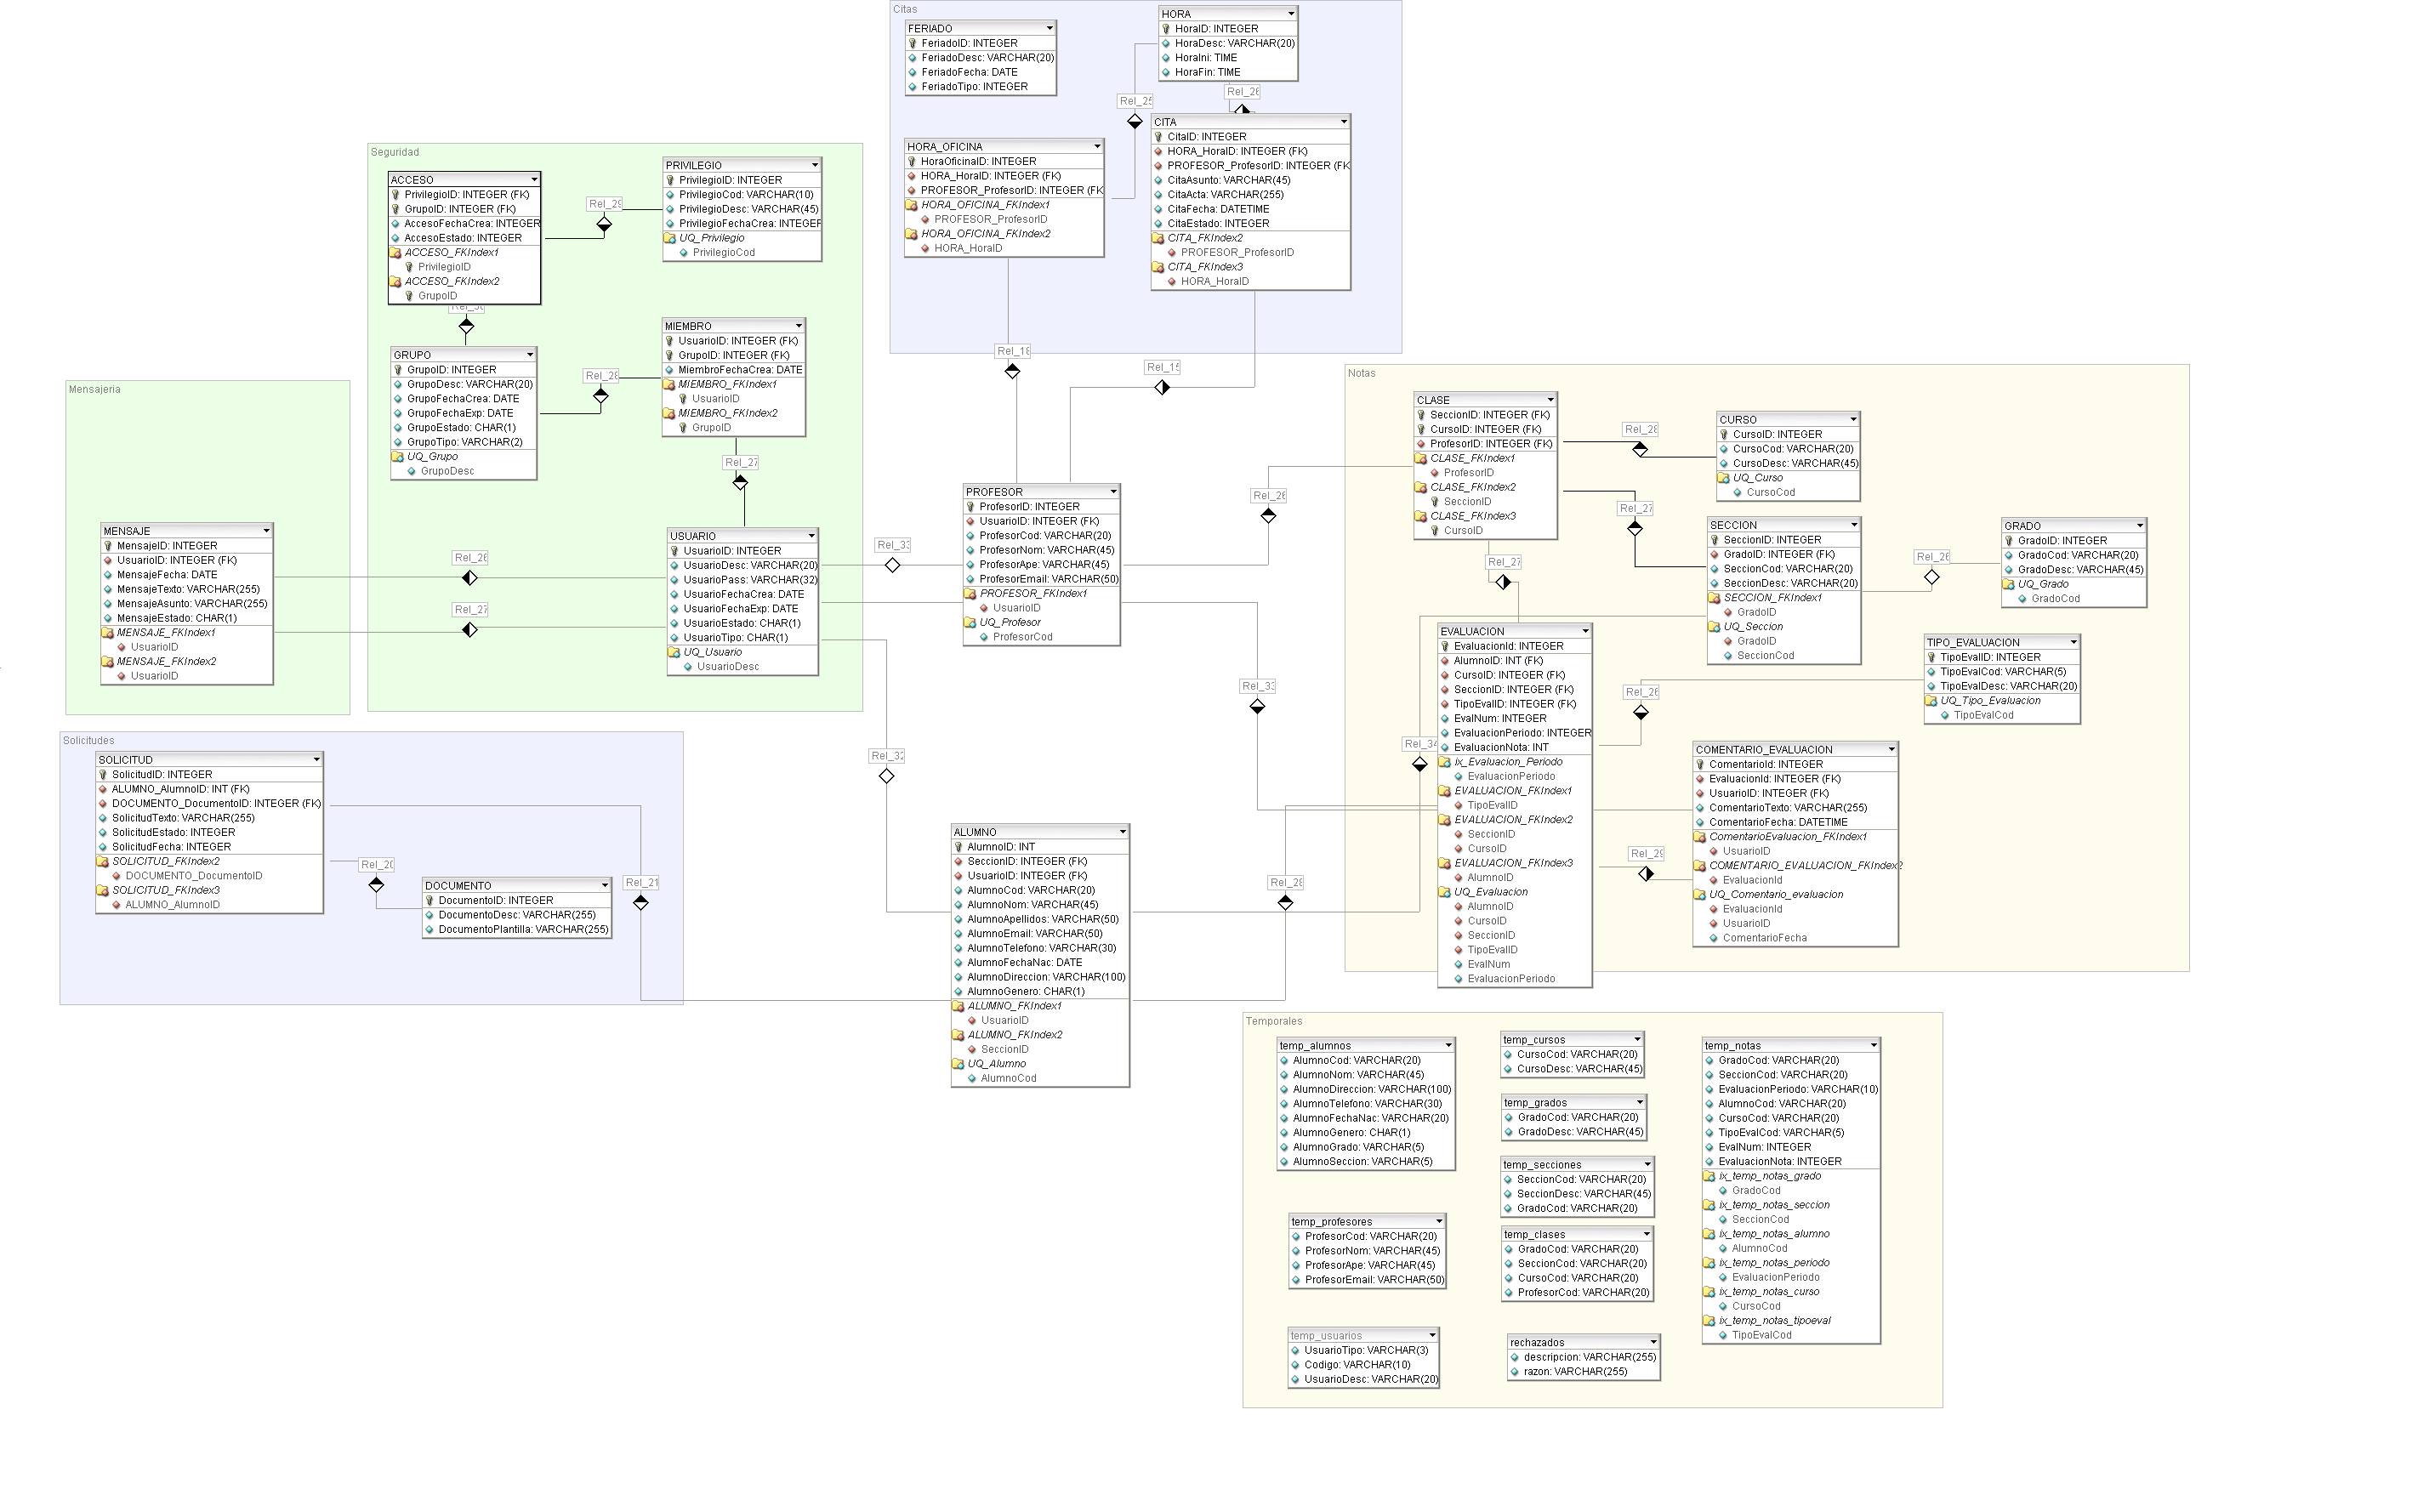 Citas
FERIADO
FeriadoID: INTEGER
FeriadoDesc: VARCHAR(20)
FeriadoFecha: DATE
FeriadoTipo: INTEGER
HORA
HoraID: INTEGER
HoraDesc: VARCHAR(20)
HoraIni: TIME
HoraFin: TIME
Rel_25
Rel_26
HORA_OFICINA
HoraOficinaID: INTEGER
HORA_HoraID: INTEGER (FK)
PROFESOR_ProfesorID: INTEGER (FK
HORA_OFICINA_FKIndex1
PROFESOR_ProfesorID
HORA_OFICINA_FKIndex2
HORA_HoraID
CITA
CitaID: INTEGER
HORA_HoraID: INTEGER (FK)
PROFESOR_ProfesorID: INTEGER (FK
CitaAsunto: VARCHAR(45)
CitaActa: VARCHAR(255)
CitaFecha: DATETIME
CitaEstado: INTEGER
CITA_FKIndex2
PROFESOR_ProfesorID
CITA_FKIndex3
HORA_HoraID
Rel_18
Rel_15
Seguridad
ACCESO
PrivilegioID: INTEGER (FK)
GrupoID: INTEGER (FK)
AccesoFechaCrea: INTEGER
AccesoEstado: INTEGER
ACCESO_FKIndex1
PrivilegioID
ACCESO_FKIndex2
GrupoID
Rel_29
PRIVILEGIO
PrivilegioID: INTEGER
PrivilegioCod: VARCHAR(10)
PrivilegioDesc: VARCHAR(45)
PrivilegioFechaCrea: INTEGER
UQ_Privilegio
PrivilegioCod
GRUPO
GrupoID: INTEGER
GrupoDesc: VARCHAR(20)
GrupoFechaCrea: DATE
GrupoFechaExp: DATE
GrupoEstado: CHAR(1)
GrupoTipo: VARCHAR(2)
UQ_Grupo
GrupoDesc
Rel_28
MIEMBRO
UsuarioID: INTEGER (FK)
GrupoID: INTEGER (FK)
MiembroFechaCrea: DATE
MIEMBRO_FKIndex1
UsuarioID
MIEMBRO_FKIndex2
GrupoID
Rel_27
USUARIO
UsuarioID: INTEGER
UsuarioDesc: VARCHAR(20)
UsuarioPass: VARCHAR(32)
UsuarioFechaCrea: DATE
UsuarioFechaExp: DATE
UsuarioEstado: CHAR(1)
UsuarioTipo: CHAR(1)
UQ_Usuario
UsuarioDesc
Mensajeria
MENSAJE
MensajeID: INTEGER
UsuarioID: INTEGER (FK)
MensajeFecha: DATE
MensajeTexto: VARCHAR(255)
MensajeAsunto: VARCHAR(255)
MensajeEstado: CHAR(1)
MENSAJE_FKIndex1
UsuarioID
MENSAJE_FKIndex2
UsuarioID
Rel_26
Rel_27
Rel_33
PROFESOR
ProfesorID: INTEGER
UsuarioID: INTEGER (FK)
ProfesorCod: VARCHAR(20)
ProfesorNom: VARCHAR(45)
ProfesorApe: VARCHAR(45)
ProfesorEmail: VARCHAR(50)
PROFESOR_FKIndex1
UsuarioID
UQ_Profesor
ProfesorCod
Rel_26
Rel_33
Rel_32
Notas
CLASE
SeccionID: INTEGER (FK)
CursoID: INTEGER (FK)
ProfesorID: INTEGER (FK)
CLASE_FKIndex1
ProfesorID
CLASE_FKIndex2
SeccionID
CLASE_FKIndex3
CursoID
Rel_28
CURSO
CursoID: INTEGER
CursoCod: VARCHAR(20)
CursoDesc: VARCHAR(45)
UQ_Curso
CursoCod
Rel_27
SECCION
SeccionID: INTEGER
GradoID: INTEGER (FK)
SeccionCod: VARCHAR(20)
SeccionDesc: VARCHAR(20)
SECCION_FKIndex1
GradoID
UQ_Seccion
GradoID
SeccionCod
Rel_26
GRADO
GradoID: INTEGER
GradoCod: VARCHAR(20)
GradoDesc: VARCHAR(45)
UQ_Grado
GradoCod
Rel_27
EVALUACION
EvaluacionId: INTEGER
AlumnoID: INT (FK)
CursoID: INTEGER (FK)
SeccionID: INTEGER (FK)
TipoEvalID: INTEGER (FK)
EvalNum: INTEGER
EvaluacionPeriodo: INTEGER
EvaluacionNota: INT
ix_Evaluacion_Periodo
EvaluacionPeriodo
EVALUACION_FKIndex1
TipoEvalID
EVALUACION_FKIndex2
SeccionID
CursoID
EVALUACION_FKIndex3
AlumnoID
UQ_Evaluacion
AlumnoID
CursoID
SeccionID
TipoEvalID
EvalNum
EvaluacionPeriodo
Rel_26
TIPO_EVALUACION
TipoEvalID: INTEGER
TipoEvalCod: VARCHAR(5)
TipoEvalDesc: VARCHAR(20)
UQ_Tipo_Evaluacion
TipoEvalCod
Rel_34
Rel_29
COMENTARIO_EVALUACION
ComentarioId: INTEGER
EvaluacionId: INTEGER (FK)
UsuarioID: INTEGER (FK)
ComentarioTexto: VARCHAR(255)
ComentarioFecha: DATETIME
ComentarioEvaluacion_FKIndex1
UsuarioID
COMENTARIO_EVALUACION_FKIndex2
EvaluacionId
UQ_Comentario_evaluacion
EvaluacionId
UsuarioID
ComentarioFecha
Solicitudes
SOLICITUD
SolicitudID: INTEGER
ALUMNO_AlumnoID: INT (FK)
DOCUMENTO_DocumentoID: INTEGER (FK)
SolicitudTexto: VARCHAR(255)
SolicitudEstado: INTEGER
SolicitudFecha: INTEGER
SOLICITUD_FKIndex2
DOCUMENTO_DocumentoID
SOLICITUD_FKIndex3
ALUMNO_AlumnoID
Rel_20
DOCUMENTO
DocumentoID: INTEGER
DocumentoDesc: VARCHAR(255)
DocumentoPlantilla: VARCHAR(255)
Rel_21
ALUMNO
AlumnoID: INT
SeccionID: INTEGER (FK)
UsuarioID: INTEGER (FK)
AlumnoCod: VARCHAR(20)
AlumnoNom: VARCHAR(45)
AlumnoApellidos: VARCHAR(50)
AlumnoEmail: VARCHAR(50)
AlumnoTelefono: VARCHAR(30)
AlumnoFechaNac: DATE
AlumnoDireccion: VARCHAR(100)
AlumnoGenero: CHAR(1)
ALUMNO_FKIndex1
UsuarioID
ALUMNO_FKIndex2
SeccionID
UQ_Alumno
AlumnoCod
Rel_28
Temporales
temp_alumnos
AlumnoCod: VARCHAR(20)
AlumnoNom: VARCHAR(45)
AlumnoDireccion: VARCHAR(100)
AlumnoTelefono: VARCHAR(30)
AlumnoFechaNac: VARCHAR(20)
AlumnoGenero: CHAR(1)
AlumnoGrado: VARCHAR(5)
AlumnoSeccion: VARCHAR(5)
temp_profesores
ProfesorCod: VARCHAR(20)
ProfesorNom: VARCHAR(45)
ProfesorApe: VARCHAR(45)
ProfesorEmail: VARCHAR(50)
temp_usuarios
UsuarioTipo: VARCHAR(3)
Codigo: VARCHAR(10)
UsuarioDesc: VARCHAR(20)
temp_cursos
CursoCod: VARCHAR(20)
CursoDesc: VARCHAR(45)
temp_grados
GradoCod: VARCHAR(20)
GradoDesc: VARCHAR(45)
temp_secciones
SeccionCod: VARCHAR(20)
SeccionDesc: VARCHAR(45)
GradoCod: VARCHAR(20)
temp_clases
GradoCod: VARCHAR(20)
SeccionCod: VARCHAR(20)
CursoCod: VARCHAR(20)
ProfesorCod: VARCHAR(20)
rechazados
descripcion: VARCHAR(255)
razon: VARCHAR(255)
temp_notas
GradoCod: VARCHAR(20)
SeccionCod: VARCHAR(20)
EvaluacionPeriodo: VARCHAR(10)
AlumnoCod: VARCHAR(20)
CursoCod: VARCHAR(20)
TipoEvalCod: VARCHAR(5)
EvalNum: INTEGER
EvaluacionNota: INTEGER
ix_temp_notas_grado
GradoCod
ix_temp_notas_seccion
SeccionCod
ix_temp_notas_alumno
AlumnoCod
ix_temp_notas_periodo
EvaluacionPeriodo
ix_temp_notas_curso
CursoCod
ix_temp_notas_tipoeval
TipoEvalCod